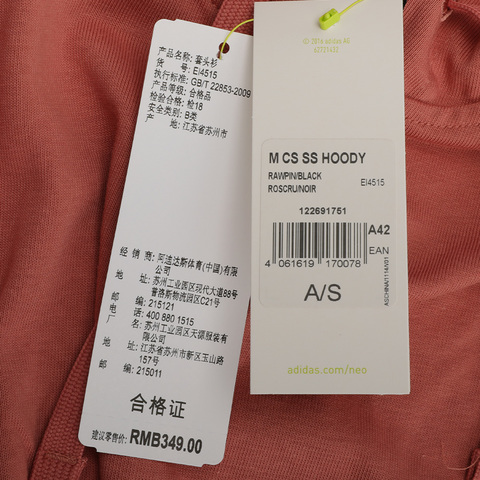 产品名称: 套头衫
货 号: EI4515
执行标准: GB/T 22853-2009
产品等级: 合格品
检验合格: 检18
安全类别: B类
产 地: 江苏省苏州市
经 销 商: 阿迪达斯体育(中国)有限公司
地 址: 苏州工业园区现代大道88号
普洛斯物流园区C21号
邮 编: 215121
电 话: 400 880 1515
厂 名: 苏州工业园区天源服装有
限公司
地 址: 江苏省苏州市新区玉山路
157号
邮 编: 215011
合格证
建议零售价: RMB349.00
M CS SS HOODY
RAWPIN/BLACK
ROSCRU/NOIR EI4515
122691751
A42
EAN
4 061619 170078
A/S
adidas.com/neo